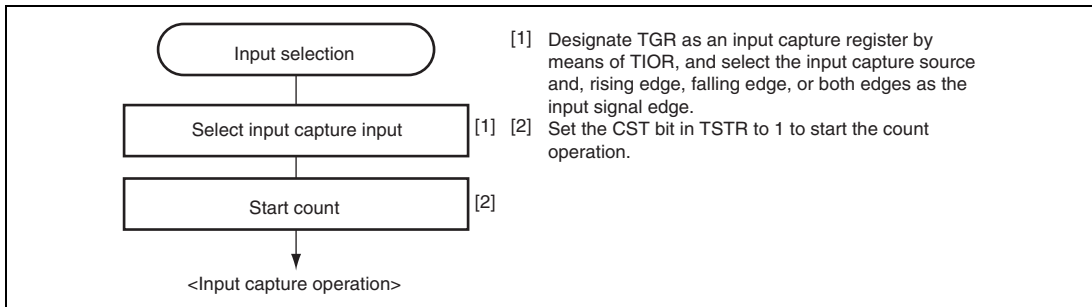 Input selection
Select input capture input [1]
Start count [2]
<Input capture operation>
[1] Designate TGR as an input capture register by
means of TIOR, and select the input capture source
and, rising edge, falling edge, or both edges as the
input signal edge.
[2] Set the CST bit in TSTR to 1 to start the count
operation.